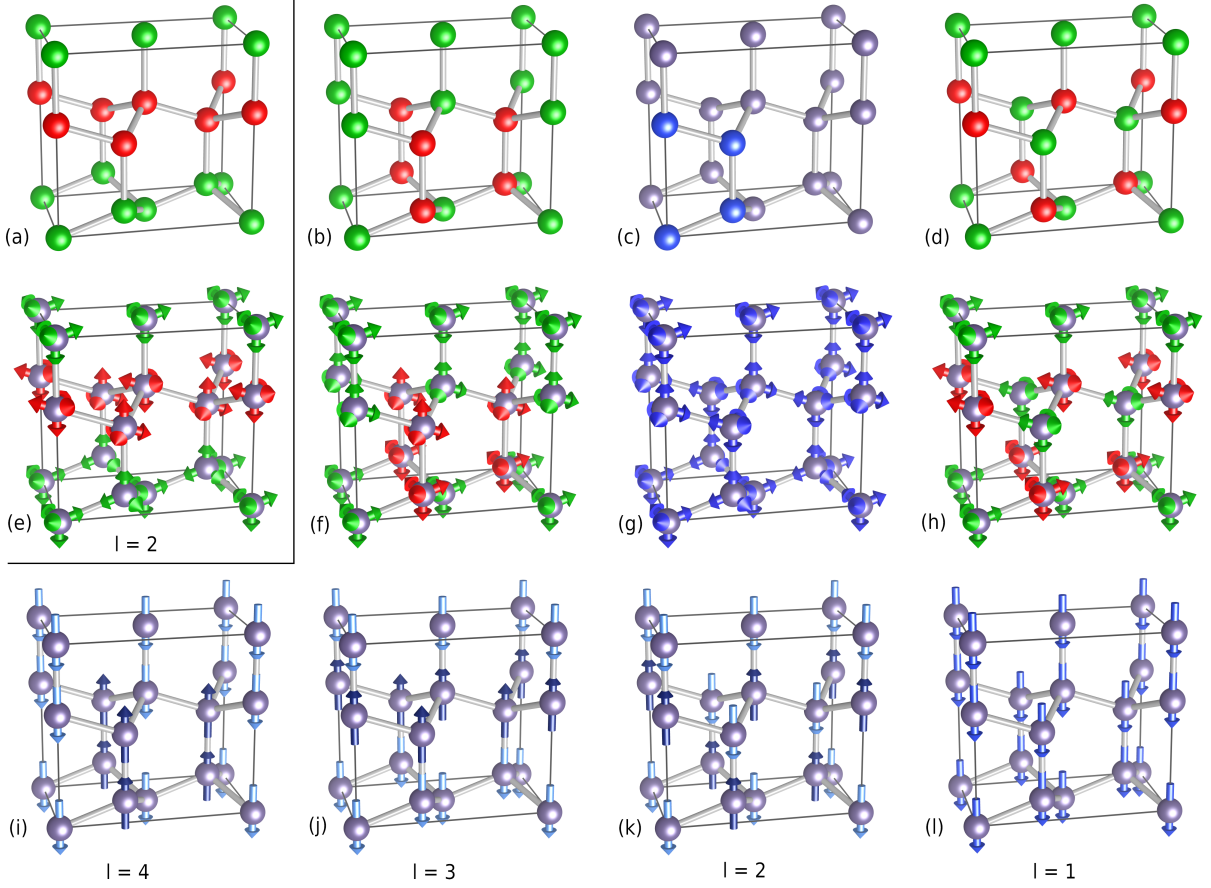 (a) (b) (c) (d)
(e) (f) (g) (h)
l = 2
(i) (j) (k) (l)
l = 4 l = 3 l = 2 l = 1